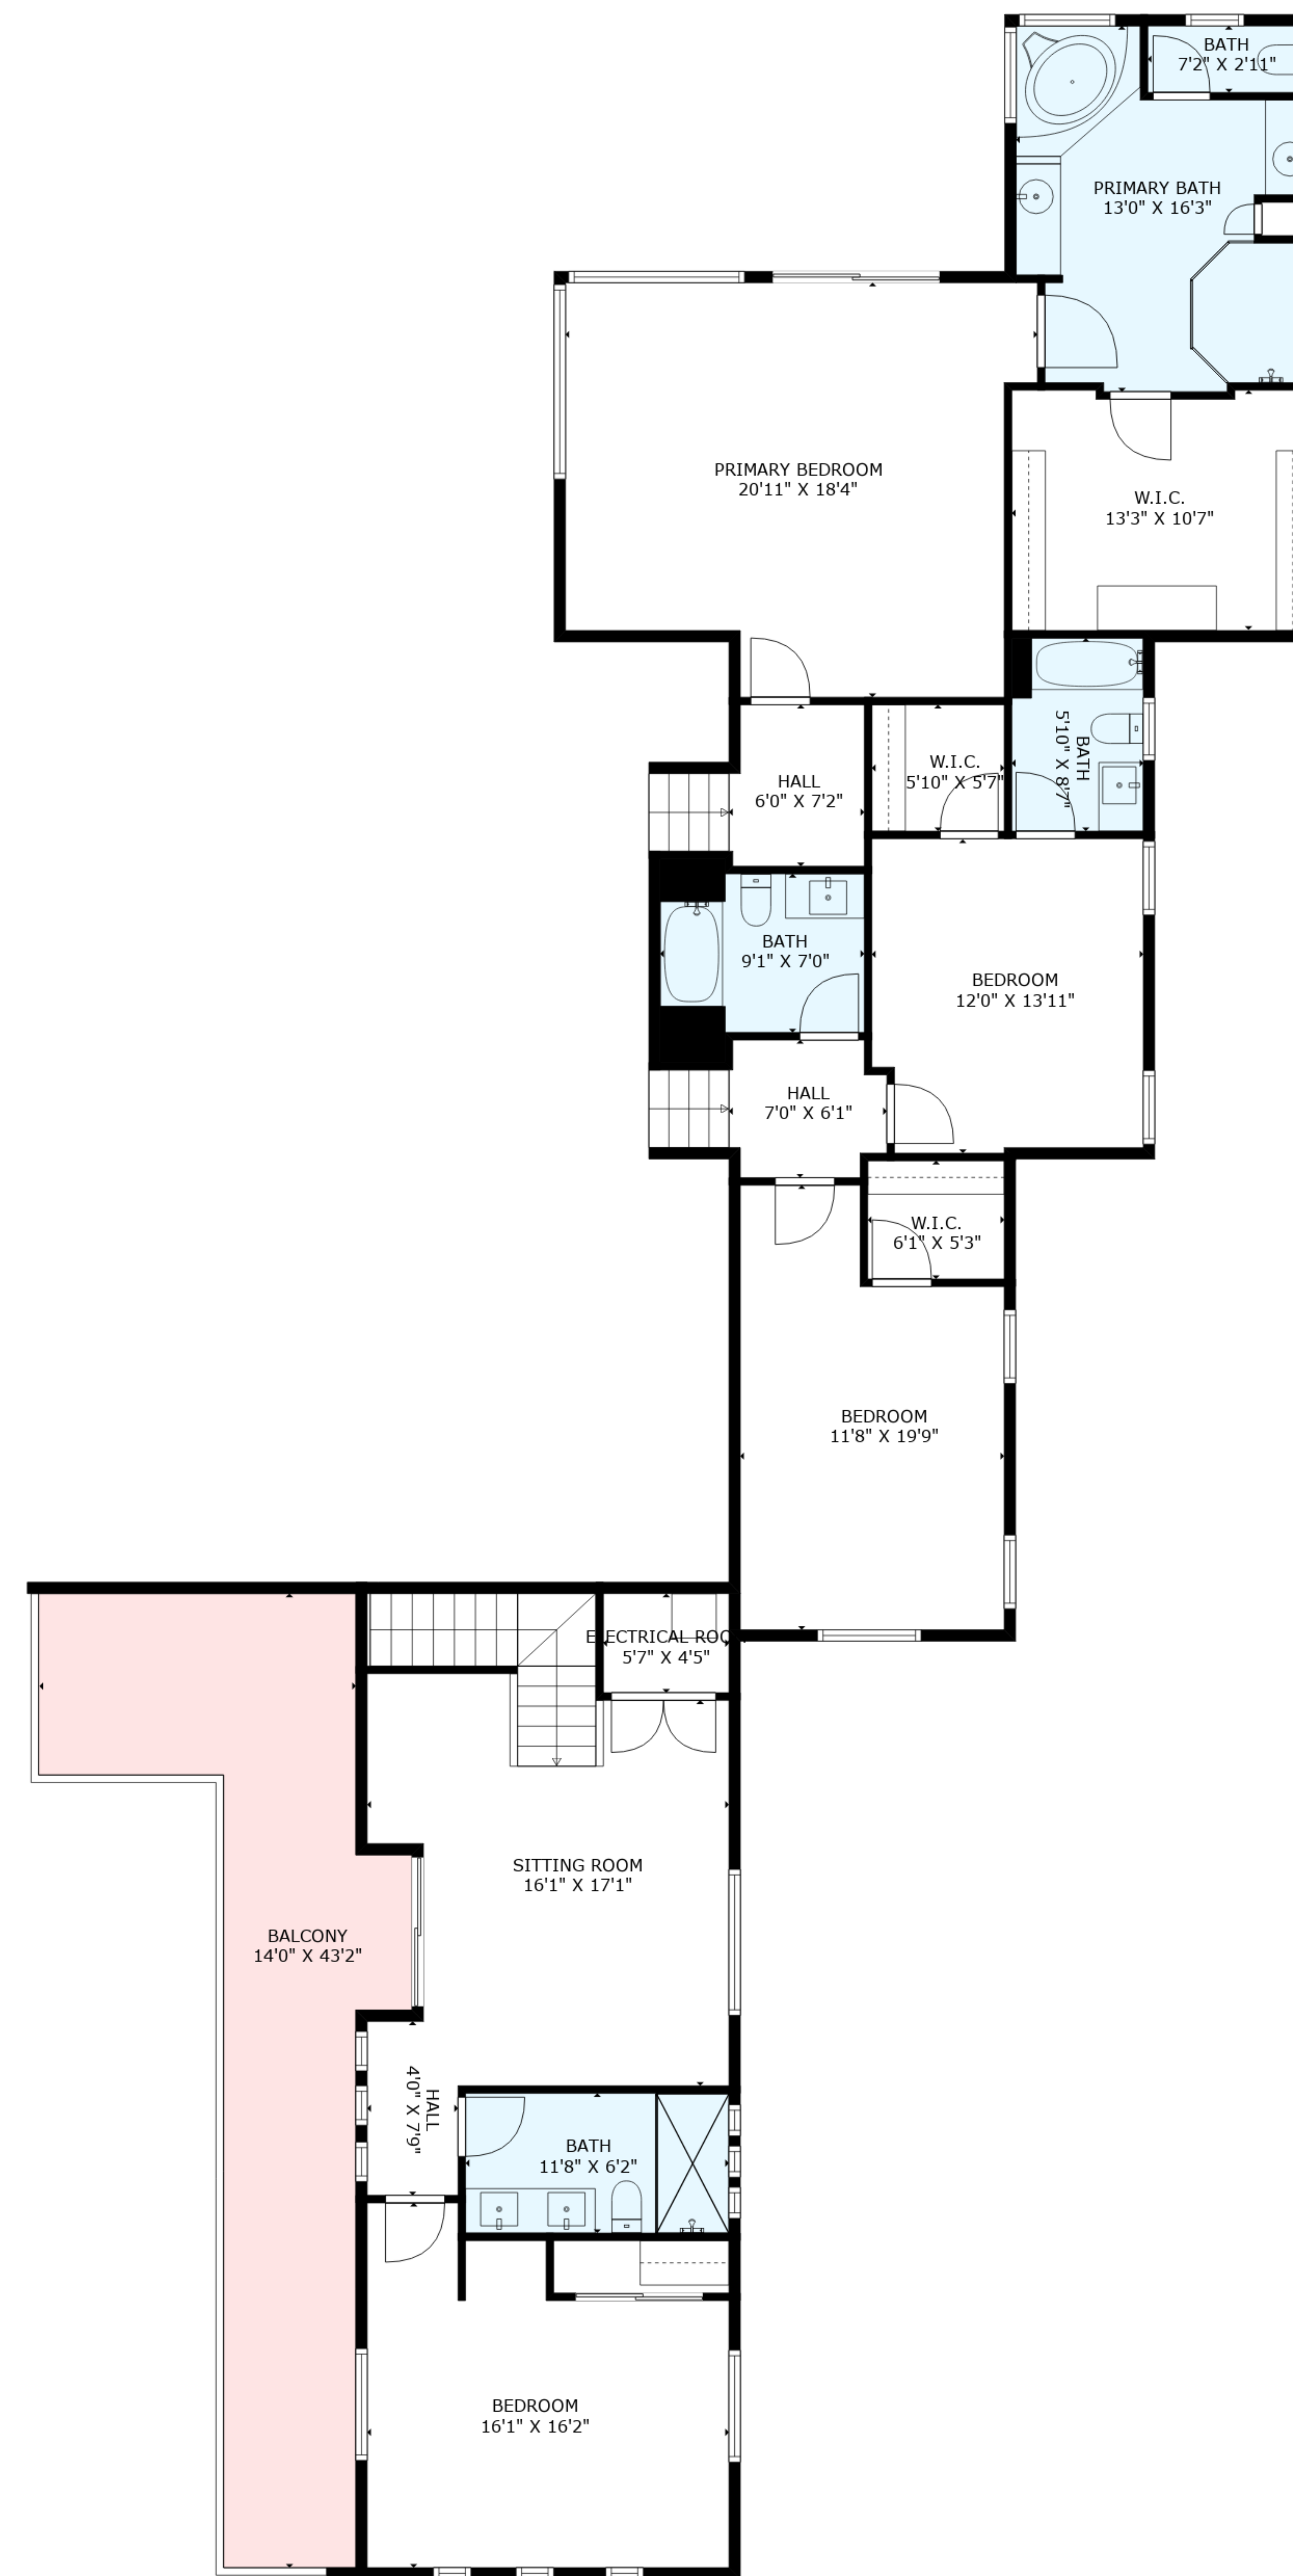 BATH
7'2" X 2'11"
PRIMARY BATH
13'0" X 16'3"
PRIMARY BEDROOM
20'11" X 18'4"
W.I.C.
13'3" X 10'7"
BATH
5'10" X 8'7"
W.I.C.
5'10" X 5'7"
HALL
6'0" X 7'2"
BATH
9'1" X 7'0"
BEDROOM
12'0" X 13'11"
HALL
7'0" X 6'1"
W.I.C.
6'1" X 5'3"
BEDROOM
11'8" X 19'9"
ELECTRICAL ROO
5'7" X 4'5"
SITTING ROOM
16'1" X 17'1"
BALCONY
14'0" X 43'2"
HALL
4'0" X 7'9"
BATH
11'8" X 6'2"
BEDROOM
16'1" X 16'2"